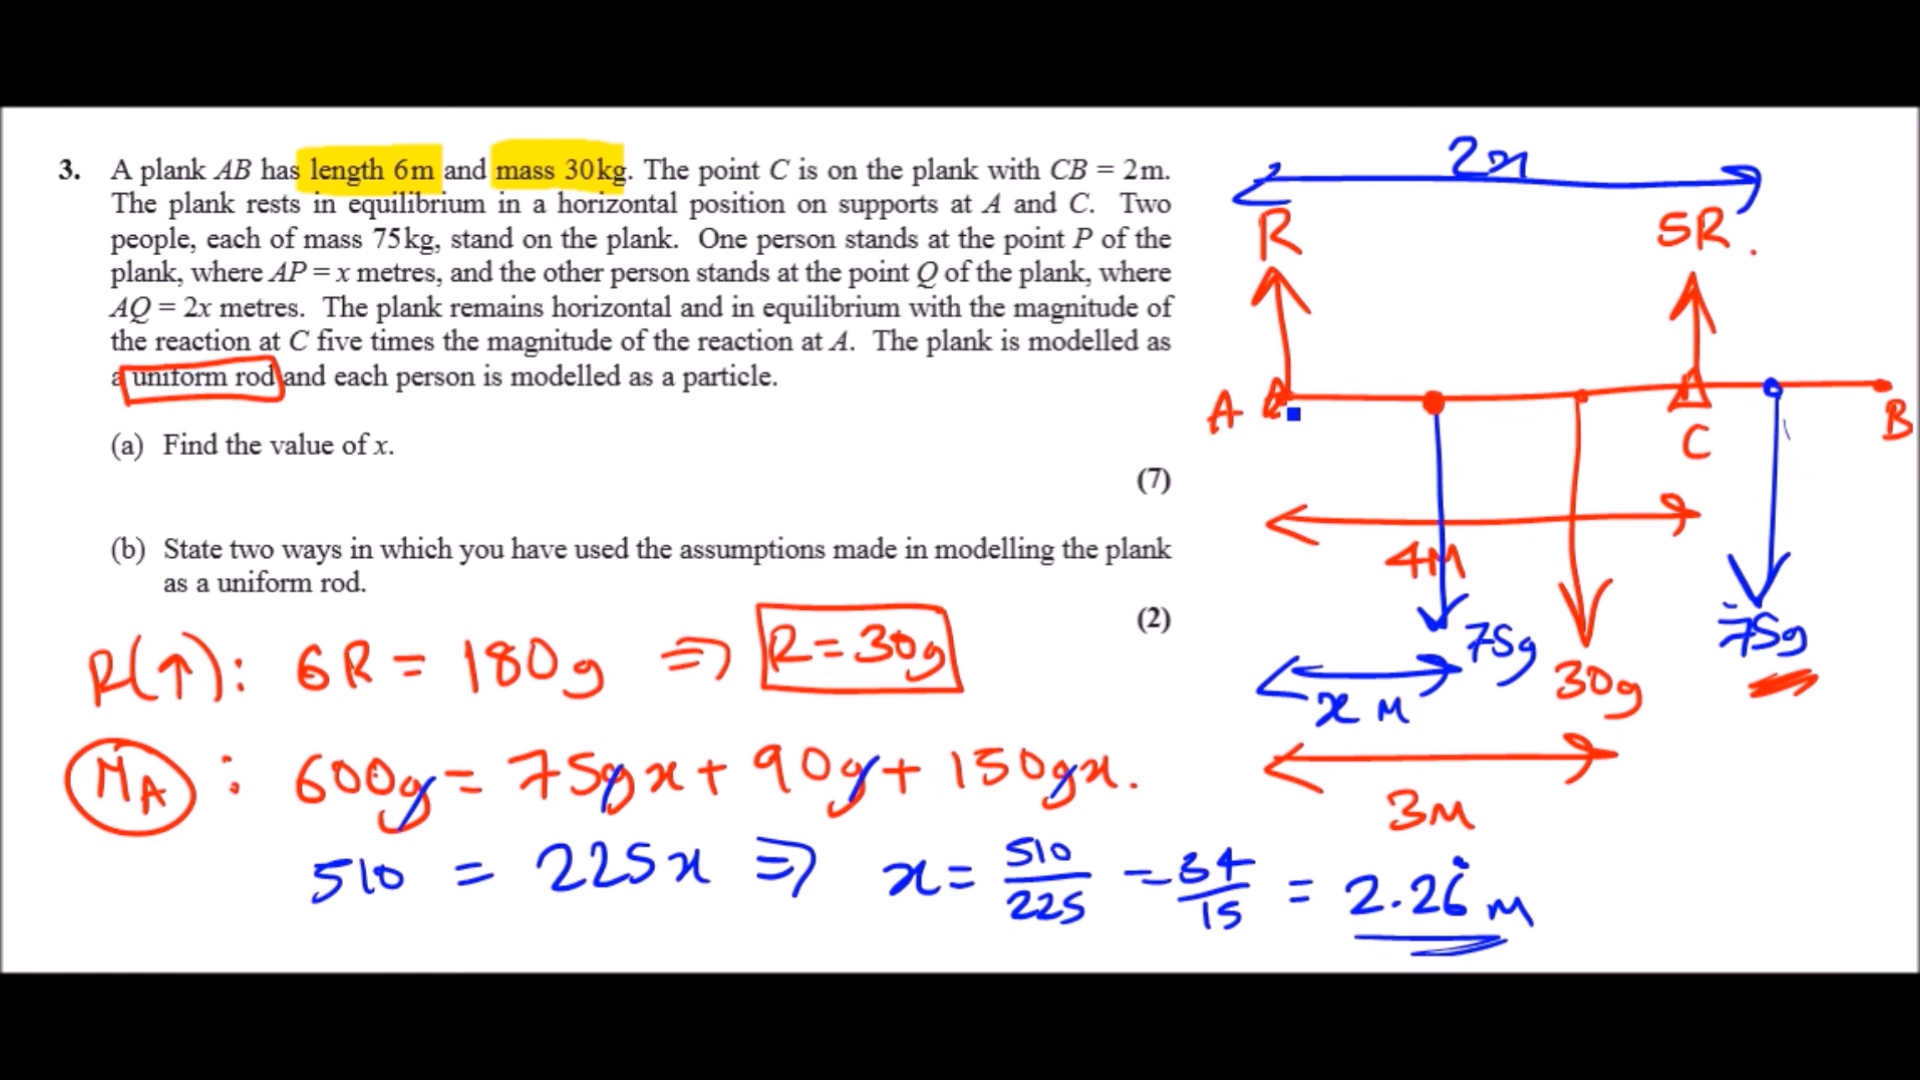 3. A plank AB has length 6m and mass 30kg. The point C is on the plank with CB = 2m.
The plank rests in equilibrium in a horizontal position on supports at A and C. Two
people, each of mass 75kg, stand on the plank. One person stands at the point P of the
plank, where AP = x metres, and the other person stands at the point Q of the plank, where
AQ = 2x metres. The plank remains horizontal and in equilibrium with the magnitude of
the reaction at C five times the magnitude of the reaction at A. The plank is modelled as
a uniform rod and each person is modelled as a particle.
(a) Find the value of x.
(7)
(b) State two ways in which you have used the assumptions made in modelling the plank
as a uniform rod.
(2)
R(↑): 6R = 180g ⇒ R = 30g
MA : 600g = 75gx + 90g + 150gx.
510 = 225x ⇒ x = 510/225 = 34/15 = 2.26̇ m
2x
R 5R.
A C B
4M
75g 30g 75g
x M
3M